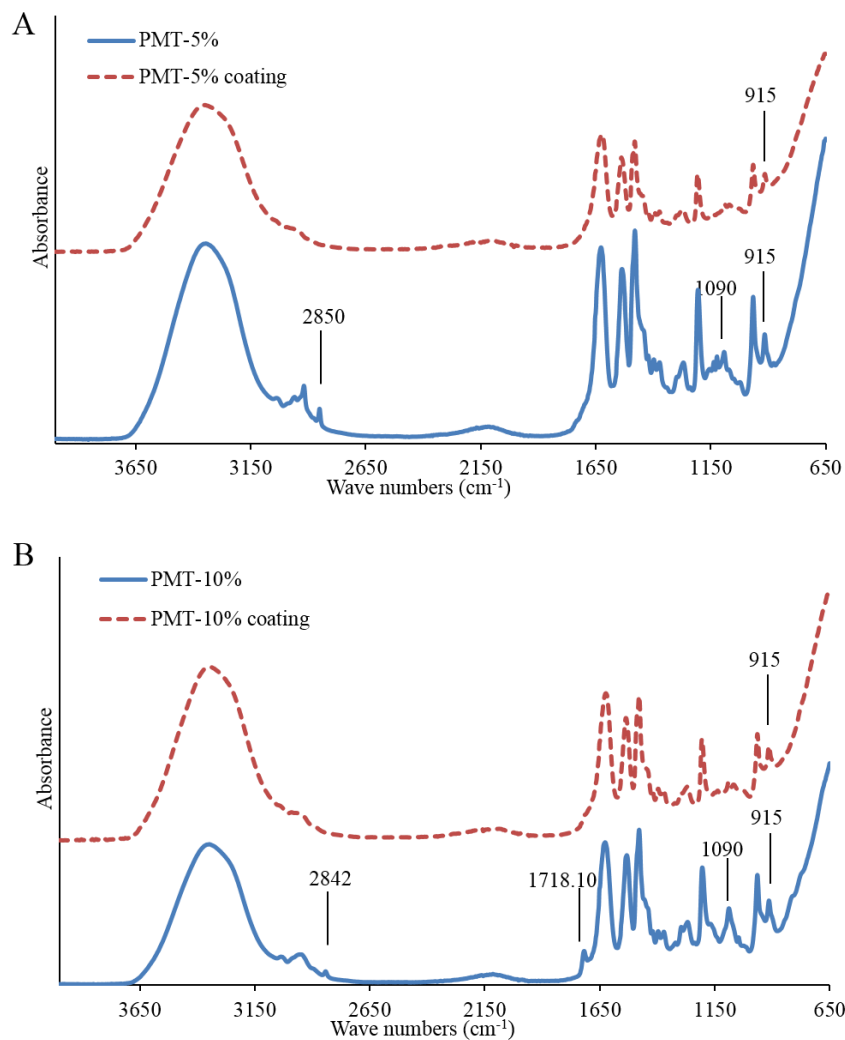 A
PMT-5%
PMT-5% coating
915
915
1090
2850
Absorbance
3650 3150 2650 2150 1650 1150 650
Wave numbers (cm-1)
B
PMT-10%
PMT-10% coating
915
915
1090
1718.10
2842
Absorbance
3650 3150 2650 2150 1650 1150 650
Wave numbers (cm-1)